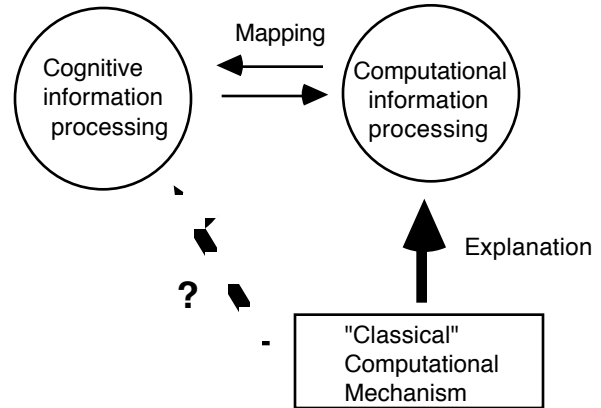 Mapping
Cognitive
information
processing
Computational
information
processing
Explanation
?
"Classical"
Computational
Mechanism